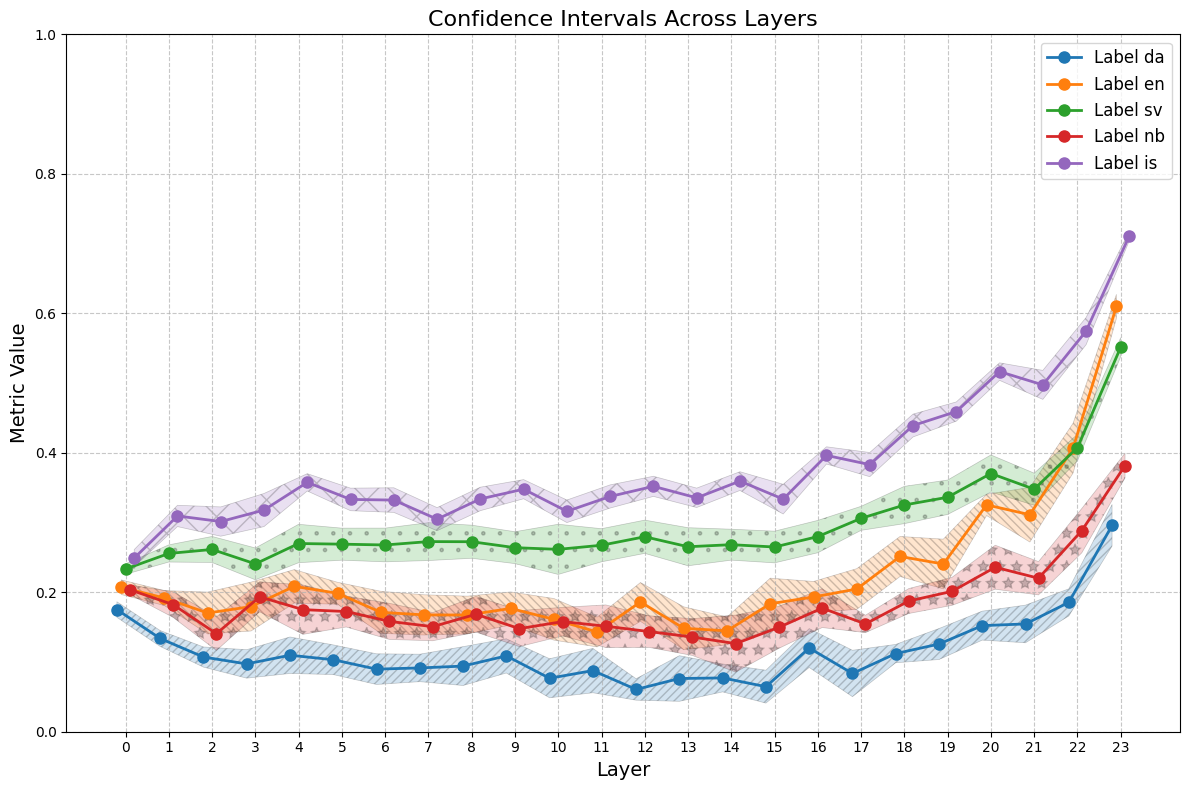 Confidence Intervals Across Layers
Metric Value
1.0
0.8
0.6
0.4
0.2
0.0
Label da
Label en
Label sv
Label nb
Label is
0 1 2 3 4 5 6 7 8 9 10 11 12 13 14 15 16 17 18 19 20 21 22 23
Layer